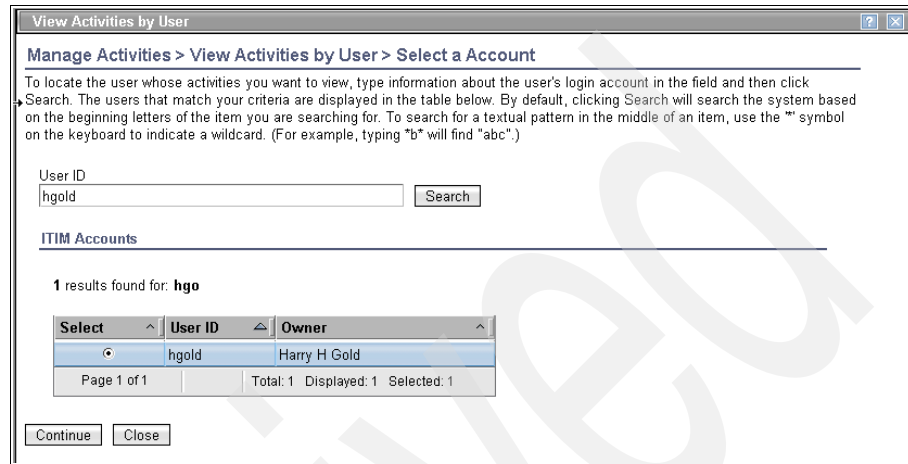 View Activities by User
? X
Manage Activities > View Activities by User > Select a Account
To locate the user whose activities you want to view, type information about the user's login account in the field and then click
Search. The users that match your criteria are displayed in the table below. By default, clicking Search will search the system based
on the beginning letters of the item you are searching for. To search for a textual pattern in the middle of an item, use the '*' symbol
on the keyboard to indicate a wildcard. (For example, typing *b* will find "abc".)
User ID
hgold Search
ITIM Accounts
1 results found for: hgo
Select ^ User ID Owner ^
hgold Harry H Gold
Page 1 of 1 Total: 1 Displayed: 1 Selected: 1
Continue Close